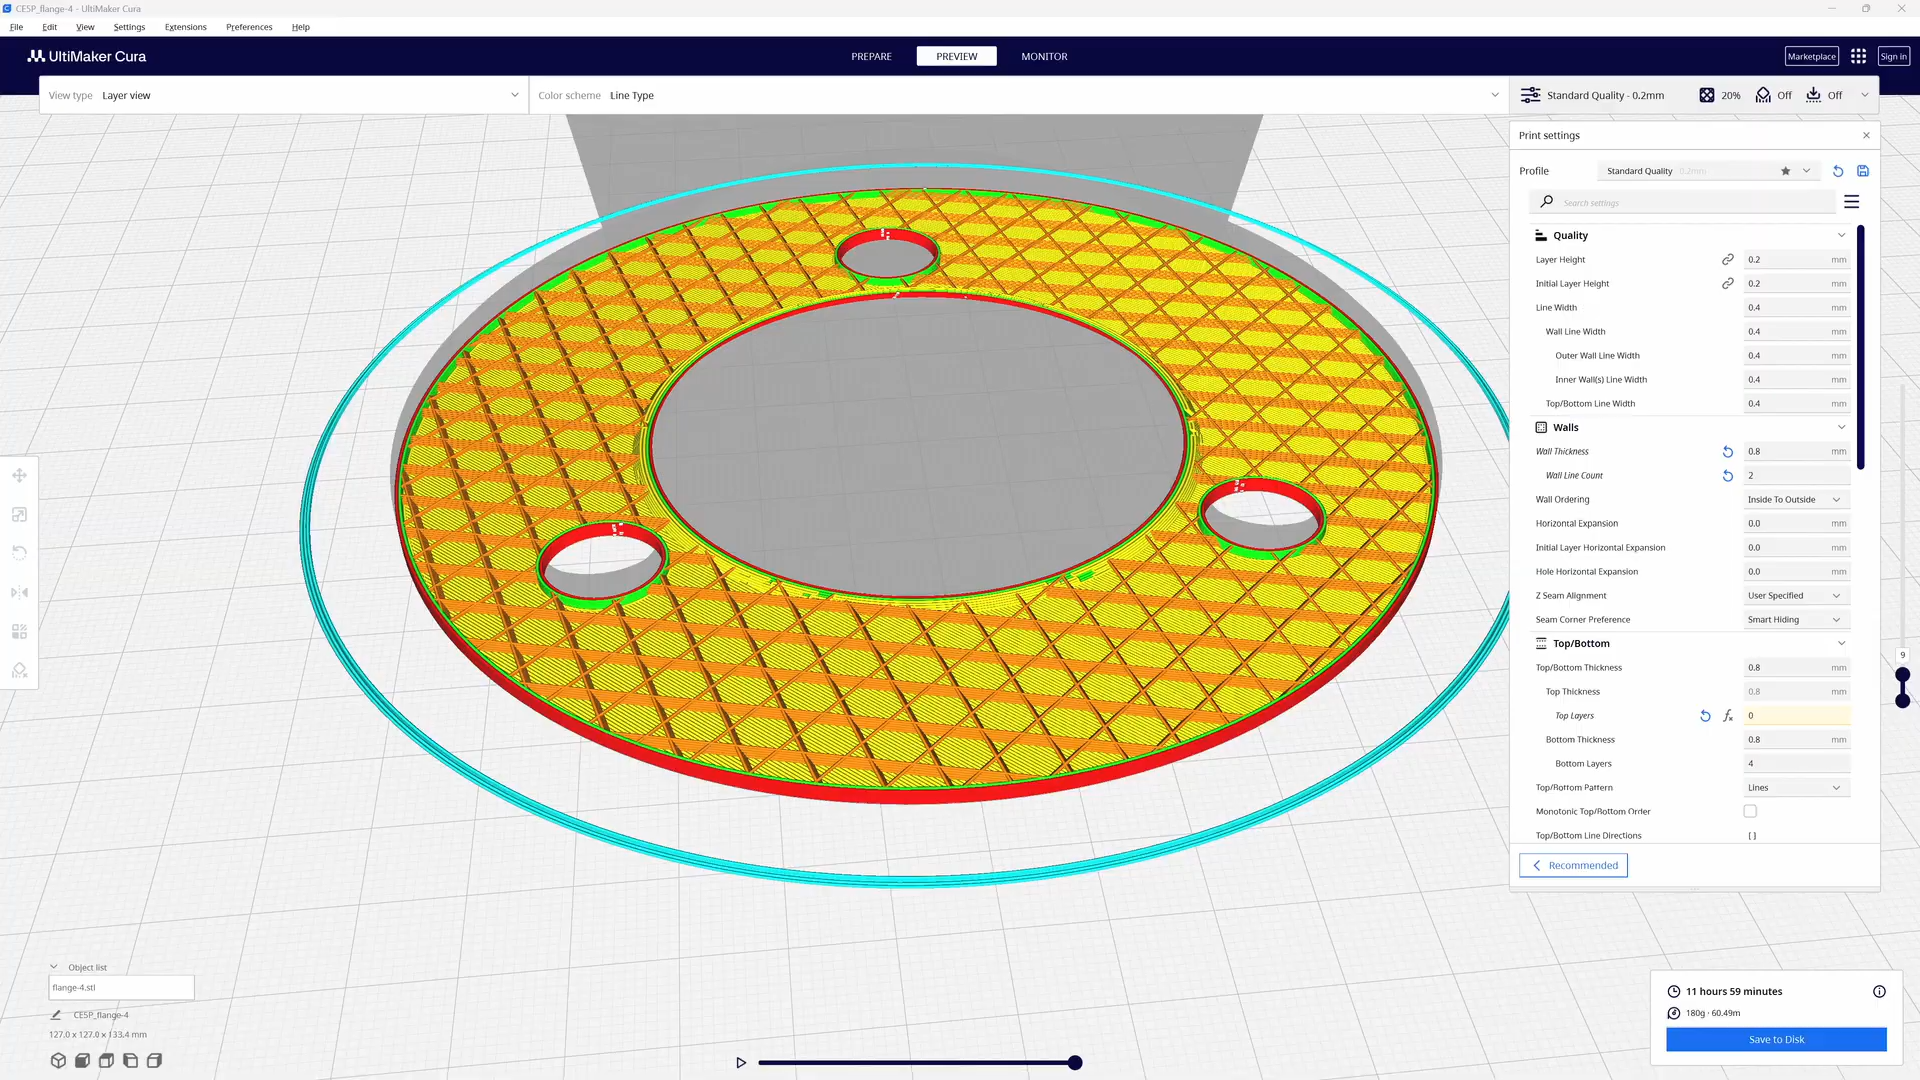 CE5P_flange-4 - UltiMaker Cura
File Edit View Settings Extensions Preferences Help
UltiMaker Cura
PREPARE PREVIEW MONITOR
Marketplace
Sign in
View type Layer view
Color scheme Line Type
Standard Quality - 0.2mm 20% Off Off
Print settings
Profile Standard Quality 0.2mm
Search settings
Quality
Layer Height 0.2 mm
Initial Layer Height 0.2 mm
Line Width 0.4 mm
Wall Line Width 0.4 mm
Outer Wall Line Width 0.4 mm
Inner Wall(s) Line Width 0.4 mm
Top/Bottom Line Width 0.4 mm
Walls
Wall Thickness 0.8 mm
Wall Line Count 2
Wall Ordering Inside To Outside
Horizontal Expansion 0.0 mm
Initial Layer Horizontal Expansion 0.0 mm
Hole Horizontal Expansion 0.0 mm
Z Seam Alignment User Specified
Seam Corner Preference Smart Hiding
Top/Bottom
Top/Bottom Thickness 0.8 mm
Top Thickness 0.8 mm
Top Layers fx 0
Bottom Thickness 0.8 mm
Bottom Layers 4
Top/Bottom Pattern Lines
Monotonic Top/Bottom Order
Top/Bottom Line Directions [ ]
Recommended
9
Object list
flange-4.stl
CE5P_flange-4
127.0 x 127.0 x 133.4 mm
11 hours 59 minutes
180g · 60.49m
Save to Disk